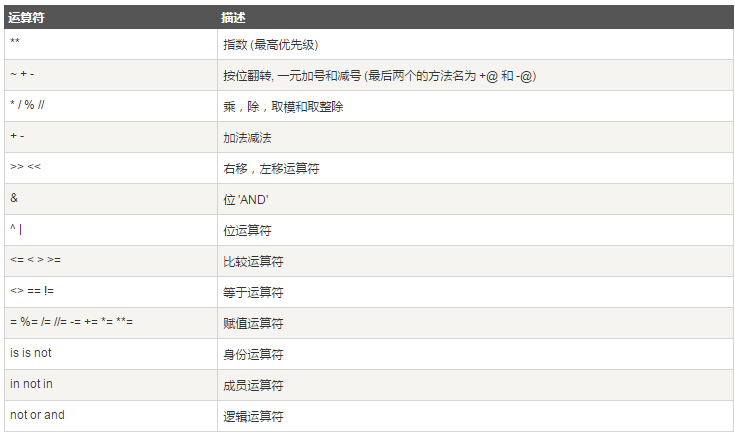 运算符 描述
** 指数 (最高优先级)
~ + - 按位翻转, 一元加号和减号 (最后两个的方法名为 +@ 和 -@)
* / % // 乘，除，取模和取整除
+ - 加法减法
>> << 右移，左移运算符
& 位 'AND'
^ | 位运算符
<= < > >= 比较运算符
<> == != 等于运算符
= %= /= //= -= += *= **= 赋值运算符
is is not 身份运算符
in not in 成员运算符
not or and 逻辑运算符